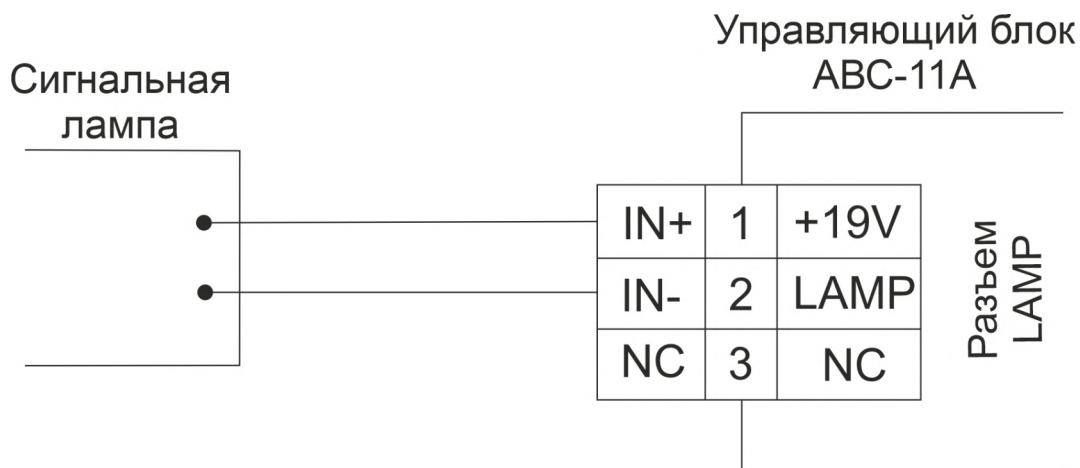 Управляющий блок
АВС-11А
Сигнальная
лампа
IN+ 1 +19V
IN- 2 LAMP
NC 3 NC
Разъем
LAMP